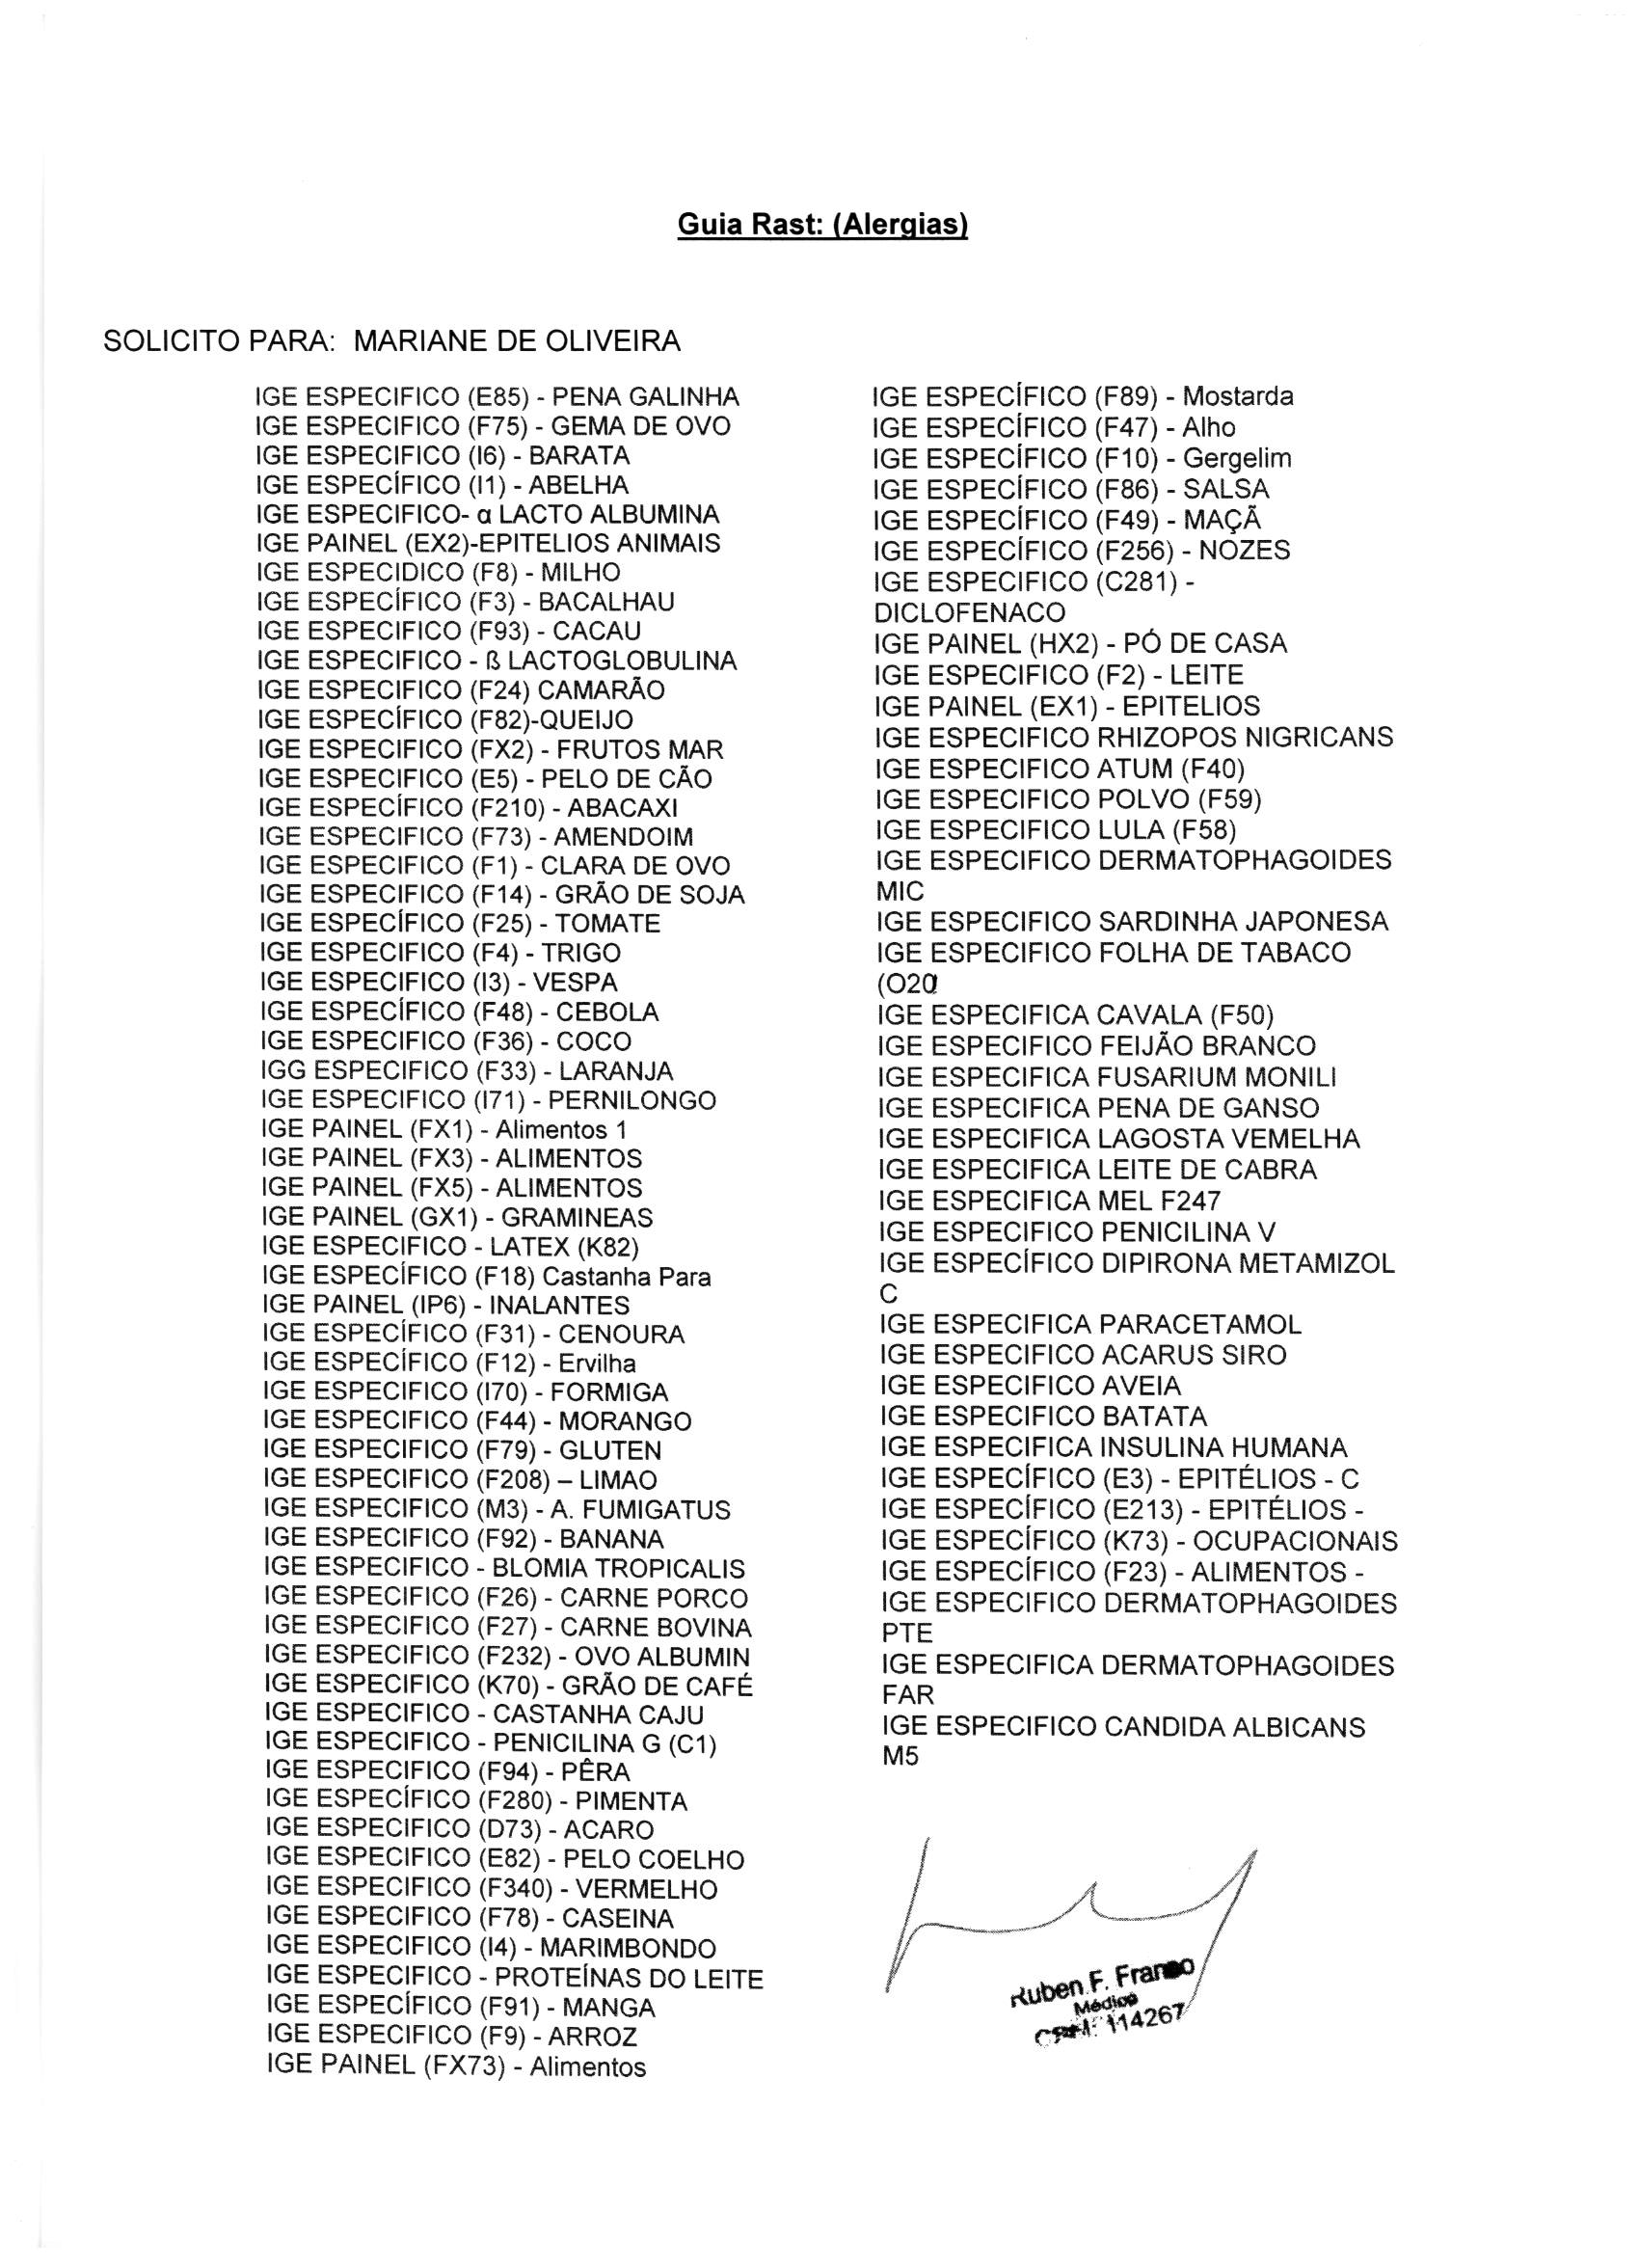 Guia Rast: (Alergias)
SOLICITO PARA: MARIANE DE OLIVEIRA
IGE ESPECIFICO (E85) - PENA GALINHA
IGE ESPECIFICO (F75) - GEMA DE OVO
IGE ESPECIFICO (I6) - BARATA
IGE ESPECÍFICO (I1) - ABELHA
IGE ESPECIFICO- α LACTO ALBUMINA
IGE PAINEL (EX2)-EPITELIOS ANIMAIS
IGE ESPECIDICO (F8) - MILHO
IGE ESPECÍFICO (F3) - BACALHAU
IGE ESPECIFICO (F93) - CACAU
IGE ESPECIFICO - ß LACTOGLOBULINA
IGE ESPECIFICO (F24) CAMARÃO
IGE ESPECÍFICO (F82)-QUEIJO
IGE ESPECIFICO (FX2) - FRUTOS MAR
IGE ESPECIFICO (E5) - PELO DE CÃO
IGE ESPECÍFICO (F210) - ABACAXI
IGE ESPECIFICO (F73) - AMENDOIM
IGE ESPECIFICO (F1) - CLARA DE OVO
IGE ESPECIFICO (F14) - GRÃO DE SOJA
IGE ESPECÍFICO (F25) - TOMATE
IGE ESPECIFICO (F4) - TRIGO
IGE ESPECIFICO (I3) - VESPA
IGE ESPECÍFICO (F48) - CEBOLA
IGE ESPECIFICO (F36) - COCO
IGG ESPECIFICO (F33) - LARANJA
IGE ESPECIFICO (I71) - PERNILONGO
IGE PAINEL (FX1) - Alimentos 1
IGE PAINEL (FX3) - ALIMENTOS
IGE PAINEL (FX5) - ALIMENTOS
IGE PAINEL (GX1) - GRAMINEAS
IGE ESPECIFICO - LATEX (K82)
IGE ESPECÍFICO (F18) Castanha Para
IGE PAINEL (IP6) - INALANTES
IGE ESPECÍFICO (F31) - CENOURA
IGE ESPECÍFICO (F12) - Ervilha
IGE ESPECIFICO (I70) - FORMIGA
IGE ESPECIFICO (F44) - MORANGO
IGE ESPECIFICO (F79) - GLUTEN
IGE ESPECIFICO (F208) – LIMAO
IGE ESPECIFICO (M3) - A. FUMIGATUS
IGE ESPECIFICO (F92) - BANANA
IGE ESPECIFICO - BLOMIA TROPICALIS
IGE ESPECIFICO (F26) - CARNE PORCO
IGE ESPECIFICO (F27) - CARNE BOVINA
IGE ESPECIFICO (F232) - OVO ALBUMIN
IGE ESPECIFICO (K70) - GRÃO DE CAFÉ
IGE ESPECIFICO - CASTANHA CAJU
IGE ESPECIFICO - PENICILINA G (C1)
IGE ESPECIFICO (F94) - PÊRA
IGE ESPECÍFICO (F280) - PIMENTA
IGE ESPECIFICO (D73) - ACARO
IGE ESPECIFICO (E82) - PELO COELHO
IGE ESPECIFICO (F340) - VERMELHO
IGE ESPECIFICO (F78) - CASEINA
IGE ESPECIFICO (I4) - MARIMBONDO
IGE ESPECIFICO - PROTEÍNAS DO LEITE
IGE ESPECÍFICO (F91) - MANGA
IGE ESPECIFICO (F9) - ARROZ
IGE PAINEL (FX73) - Alimentos
IGE ESPECÍFICO (F89) - Mostarda
IGE ESPECÍFICO (F47) - Alho
IGE ESPECÍFICO (F10) - Gergelim
IGE ESPECÍFICO (F86) - SALSA
IGE ESPECÍFICO (F49) - MAÇÃ
IGE ESPECÍFICO (F256) - NOZES
IGE ESPECIFICO (C281) -
DICLOFENACO
IGE PAINEL (HX2) - PÓ DE CASA
IGE ESPECIFICO (F2) - LEITE
IGE PAINEL (EX1) - EPITELIOS
IGE ESPECIFICO RHIZOPOS NIGRICANS
IGE ESPECIFICO ATUM (F40)
IGE ESPECIFICO POLVO (F59)
IGE ESPECIFICO LULA (F58)
IGE ESPECIFICO DERMATOPHAGOIDES
MIC
IGE ESPECIFICO SARDINHA JAPONESA
IGE ESPECIFICO FOLHA DE TABACO
(O20
IGE ESPECIFICA CAVALA (F50)
IGE ESPECIFICO FEIJÃO BRANCO
IGE ESPECIFICA FUSARIUM MONILI
IGE ESPECIFICA PENA DE GANSO
IGE ESPECIFICA LAGOSTA VEMELHA
IGE ESPECIFICA LEITE DE CABRA
IGE ESPECIFICA MEL F247
IGE ESPECIFICO PENICILINA V
IGE ESPECÍFICO DIPIRONA METAMIZOL
C
IGE ESPECIFICA PARACETAMOL
IGE ESPECIFICO ACARUS SIRO
IGE ESPECIFICO AVEIA
IGE ESPECIFICO BATATA
IGE ESPECIFICA INSULINA HUMANA
IGE ESPECÍFICO (E3) - EPITÉLIOS - C
IGE ESPECÍFICO (E213) - EPITÉLIOS -
IGE ESPECÍFICO (K73) - OCUPACIONAIS
IGE ESPECÍFICO (F23) - ALIMENTOS -
IGE ESPECIFICO DERMATOPHAGOIDES
PTE
IGE ESPECIFICA DERMATOPHAGOIDES
FAR
IGE ESPECIFICO CANDIDA ALBICANS
M5
Ruben F. Franco
Médico
CRM: 114267